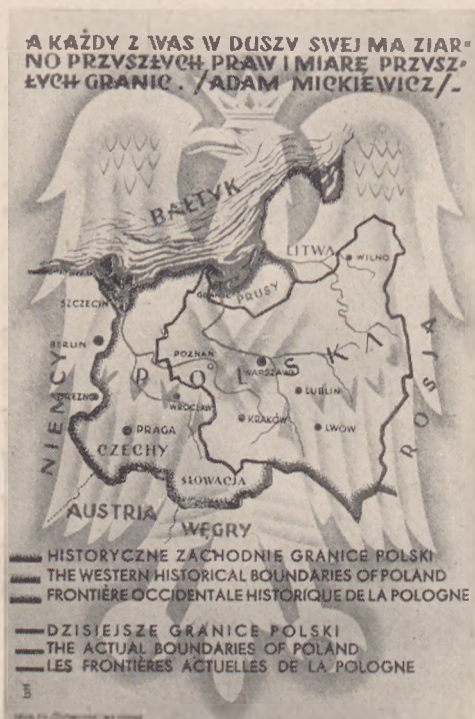 A KAŻDY Z WAS W DUSZY SWEJ MA ZIAR-
NO PRZYSZŁYCH PRAW I MIARĘ PRZYSZ-
ŁYCH GRANIC. /ADAM MICKIEWICZ/-
BAŁTYK
LITWA
WILNO
PRUSY
SZCZECIN
BERLIN
POZNAŃ
WARSZAWA
POLSKA
NIEMCY
ROSJA
DREZNO
WROCŁAW
LUBLIN
KRAKÓW
LWÓW
PRAGA
CZECHY
SŁOWACJA
AUSTRIA
WĘGRY
HISTORYCZNE ZACHODNIE GRANICE POLSKI
THE WESTERN HISTORICAL BOUNDARIES OF POLAND
FRONTIÈRE OCCIDENTALE HISTORIQUE DE LA POLOGNE
DZISIEJSZE GRANICE POLSKI
THE ACTUAL BOUNDARIES OF POLAND
LES FRONTIÈRES ACTUELLES DE LA POLOGNE